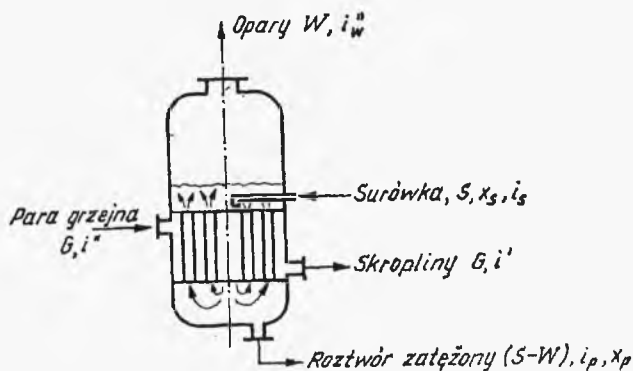 Opary W, i"w
Surówka, S, xs, is
Para grzejna
G, i"
Skropliny G, i'
Roztwór zatężony (S-W), ip, xp